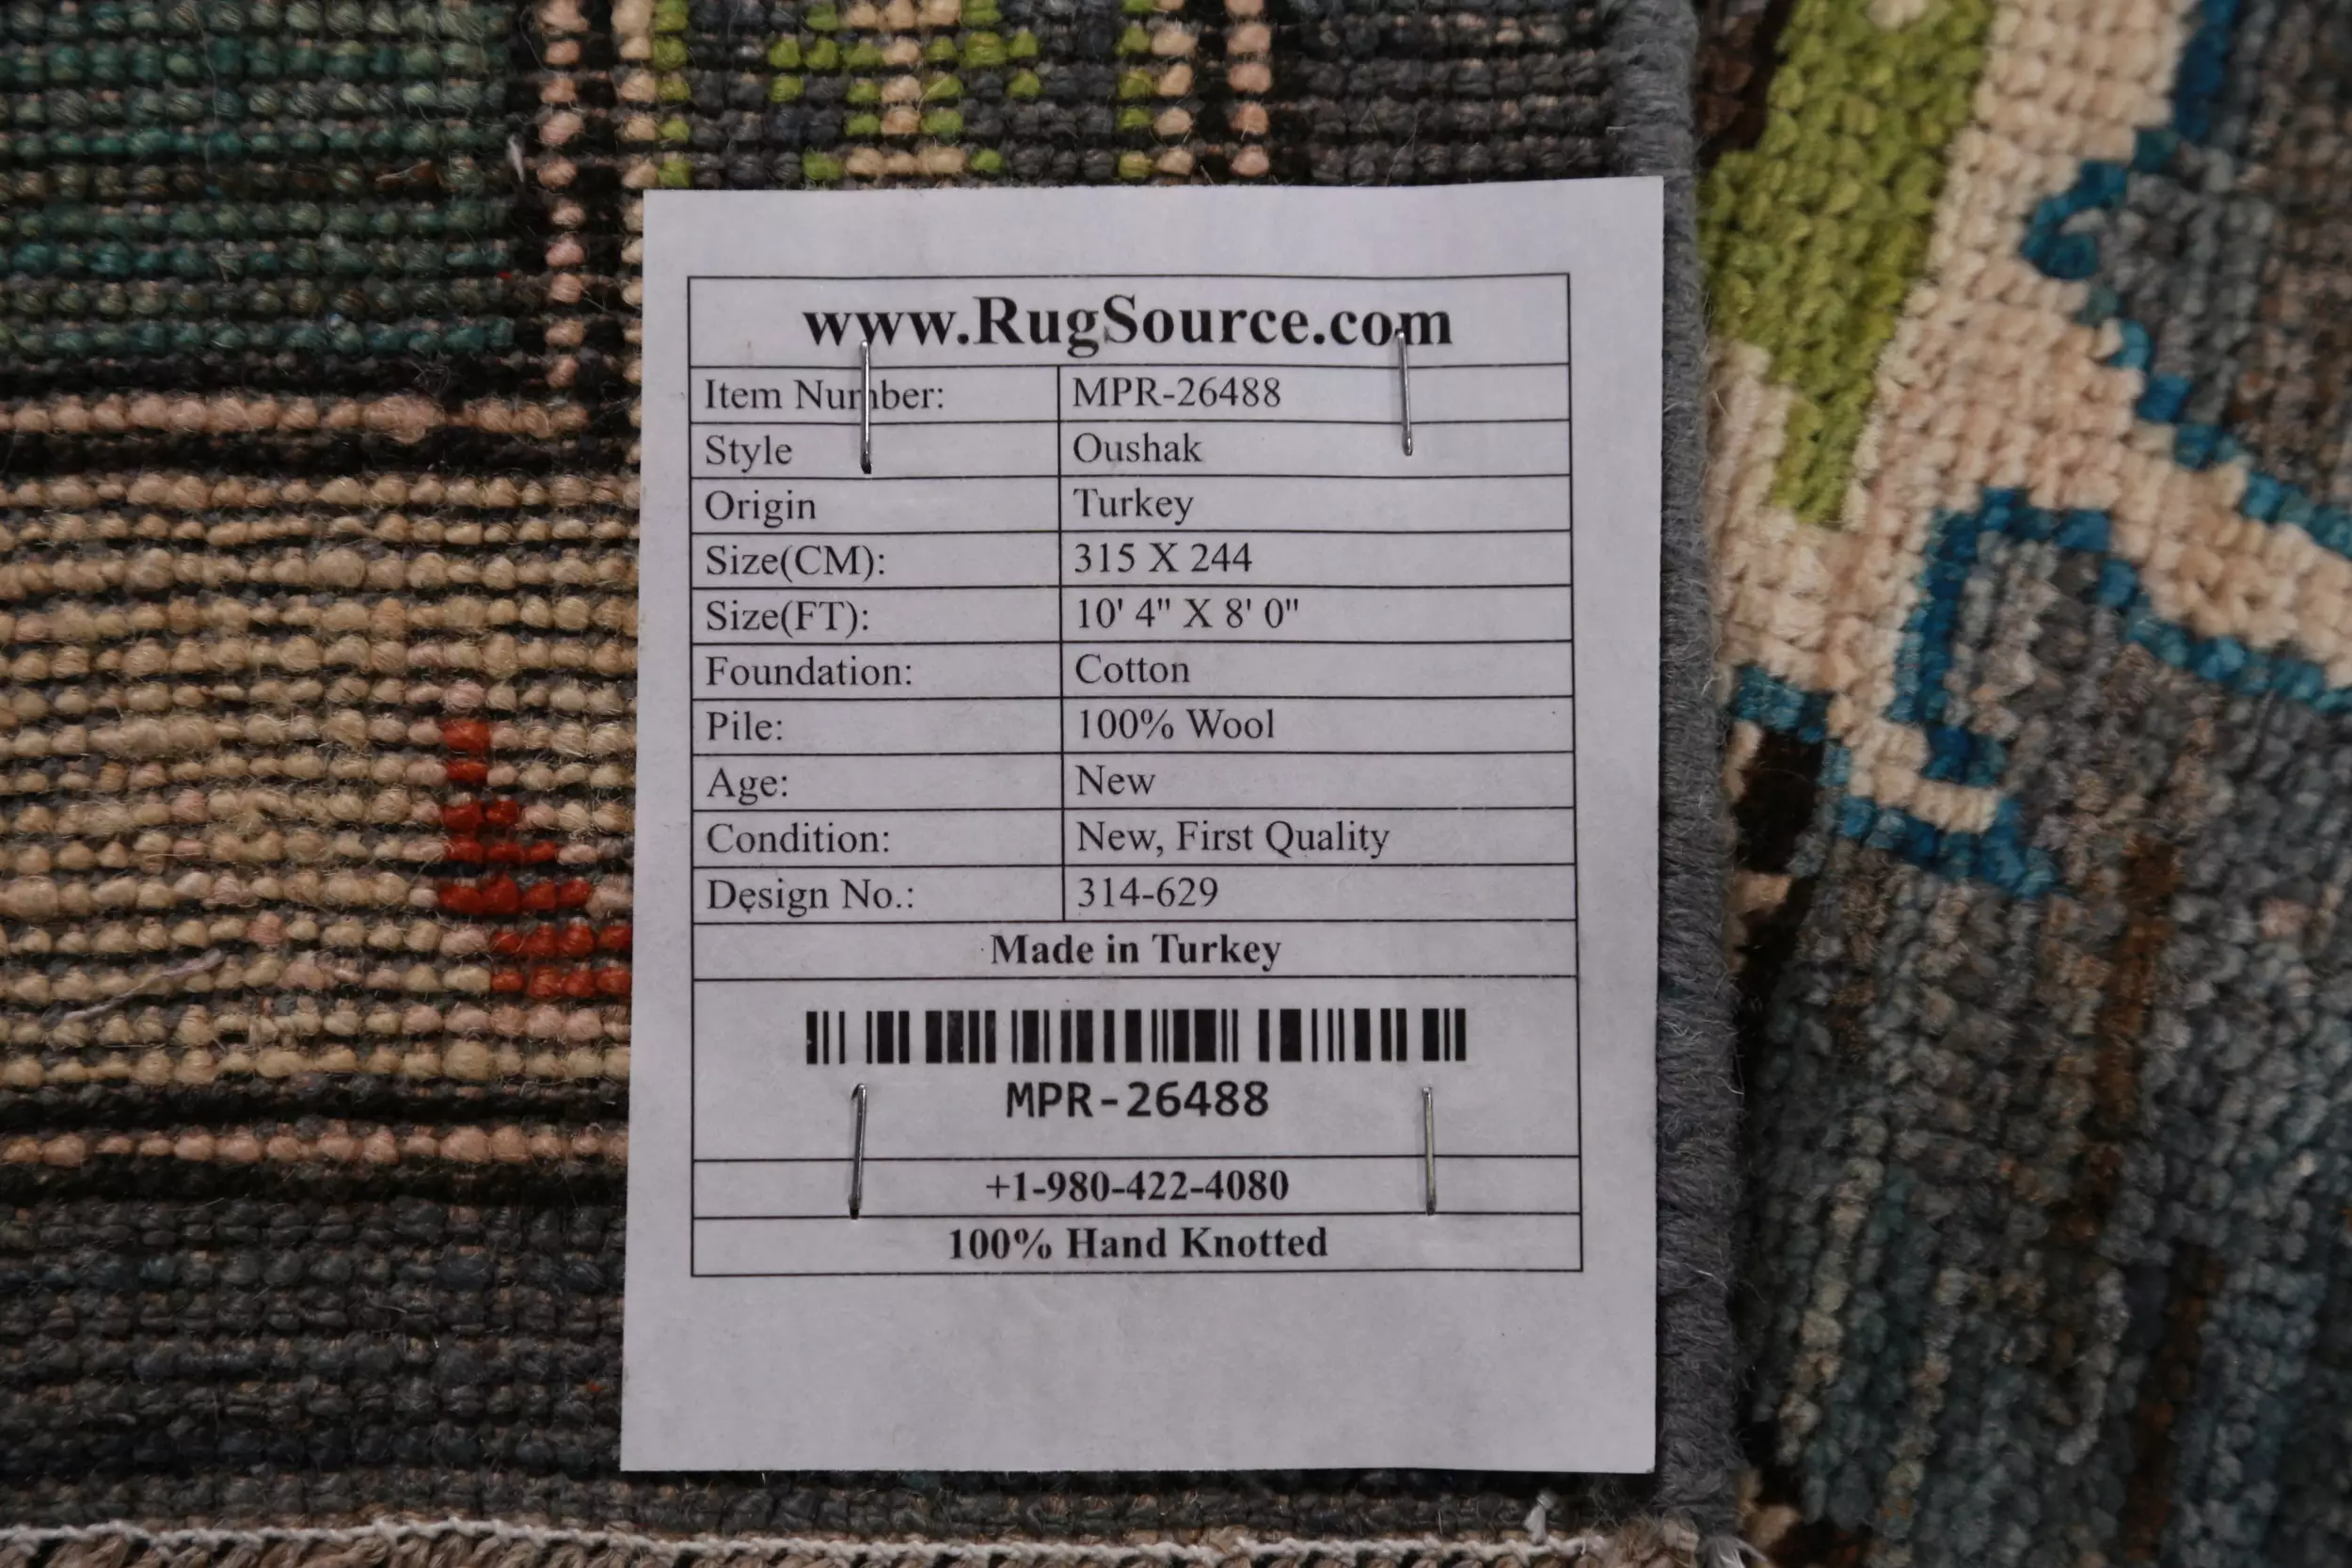 www.RugSource.com
Item Number: MPR-26488
Style Oushak
Origin Turkey
Size(CM): 315 X 244
Size(FT): 10' 4" X 8' 0"
Foundation: Cotton
Pile: 100% Wool
Age: New
Condition: New, First Quality
Design No.: 314-629
Made in Turkey
MPR-26488
+1-980-422-4080
100% Hand Knotted